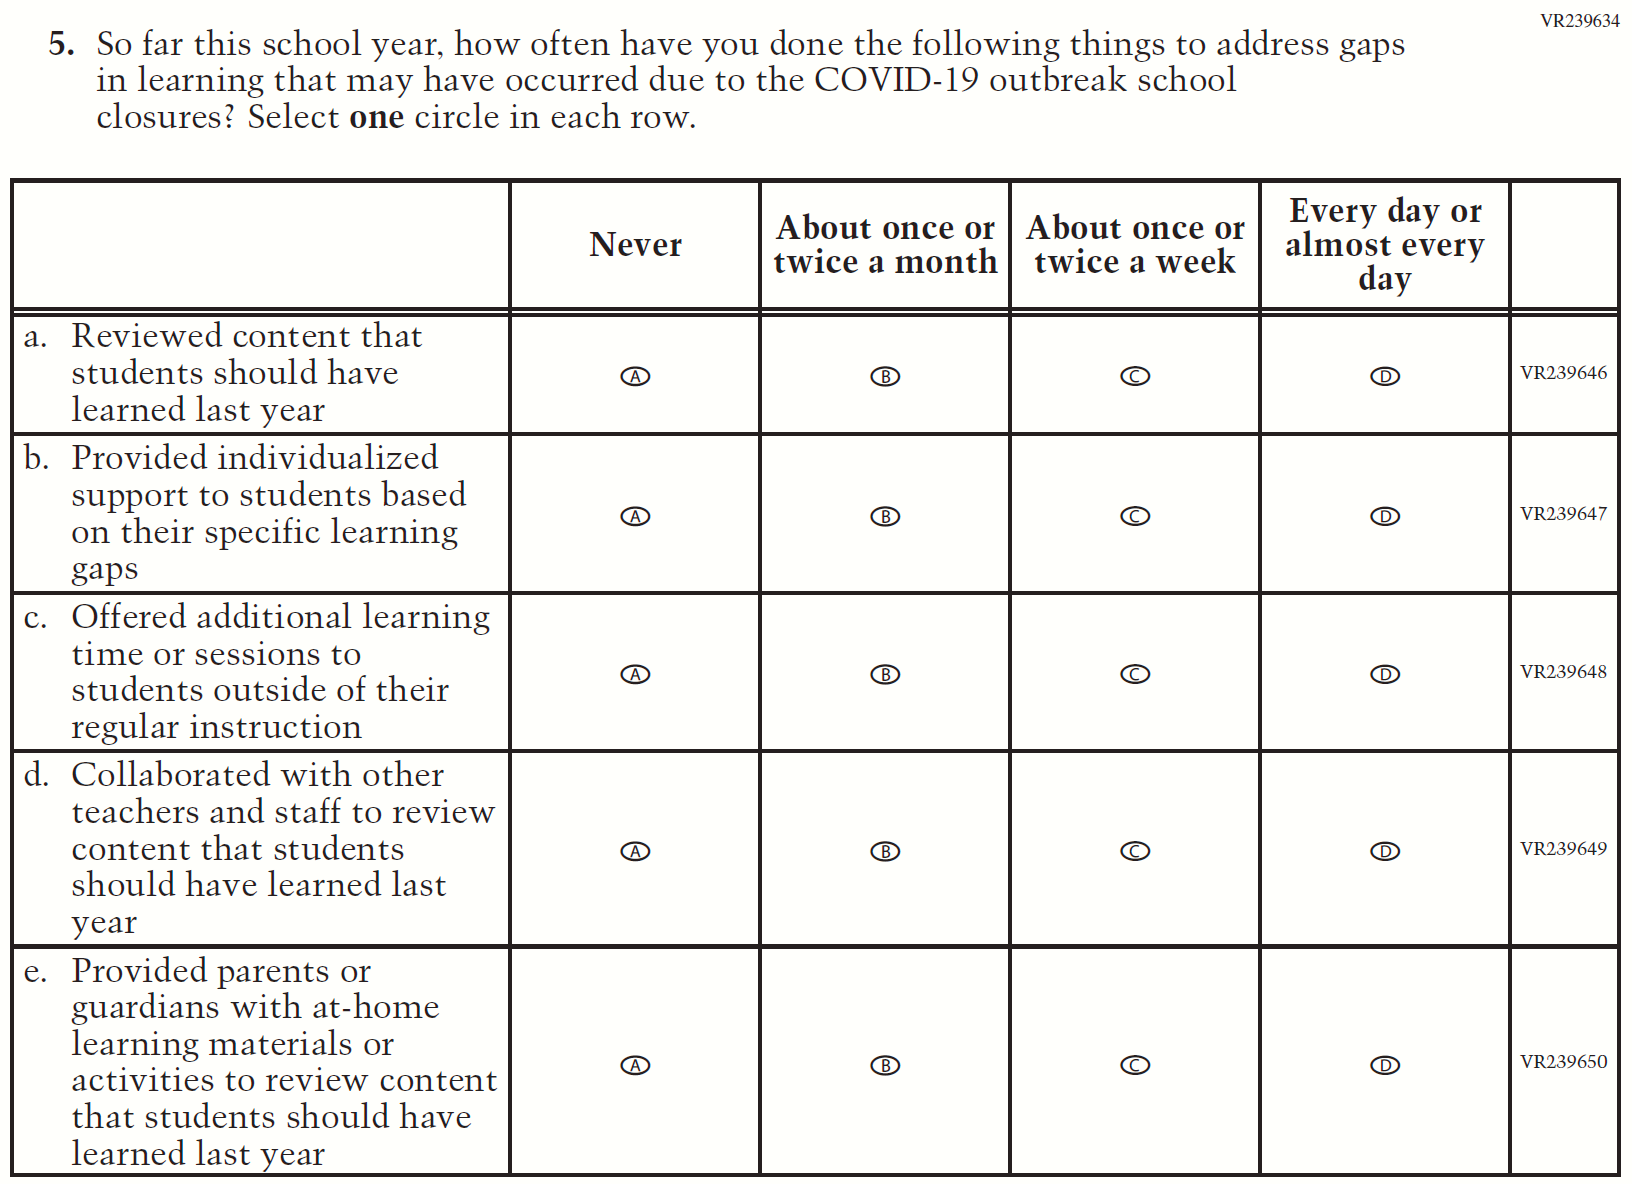 VR239634
5. So far this school year, how often have you done the following things to address gaps
in learning that may have occurred due to the COVID-19 outbreak school
closures? Select one circle in each row.
Never
About once or
twice a month
About once or
twice a week
Every day or
almost every
day
a. Reviewed content that
students should have
learned last year
A B C D VR239646
b. Provided individualized
support to students based
on their specific learning
gaps
A B C D VR239647
c. Offered additional learning
time or sessions to
students outside of their
regular instruction
A B C D VR239648
d. Collaborated with other
teachers and staff to review
content that students
should have learned last
year
A B C D VR239649
e. Provided parents or
guardians with at-home
learning materials or
activities to review content
that students should have
learned last year
A B C D VR239650